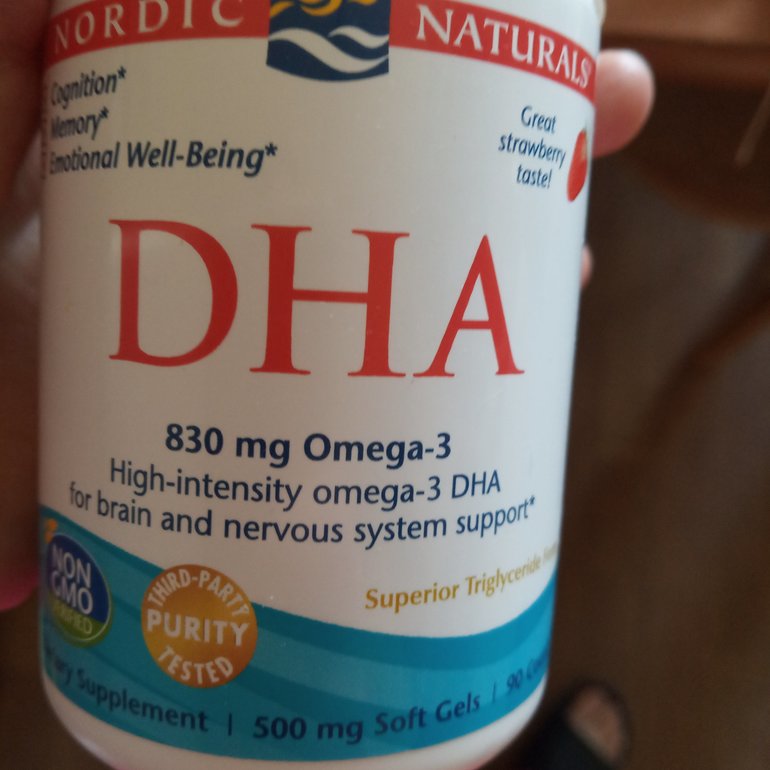 NORDIC NATURALS
Cognition*
Memory*
Emotional Well-Being*
Great
strawberry
taste!
DHA
830 mg Omega-3
High-intensity omega-3 DHA
for brain and nervous system support*
Superior Triglyceride
NON
GMO
VERIFIED
THIRD-PARTY
PURITY
TESTED
Supplement | 500 mg Soft Gels | 90